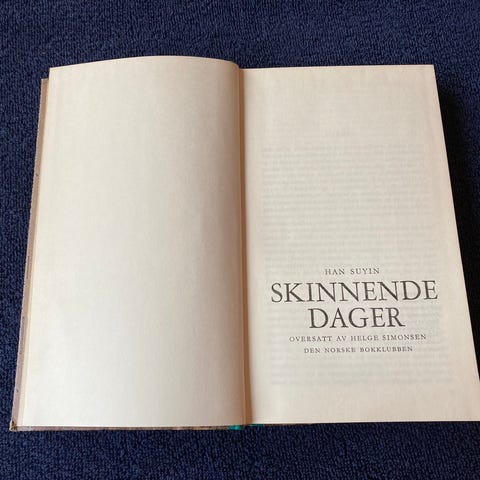 HAN SUYIN
SKINNENDE
DAGER
OVERSATT AV HELGE SIMONSEN
DEN NORSKE BOKKLUBBEN